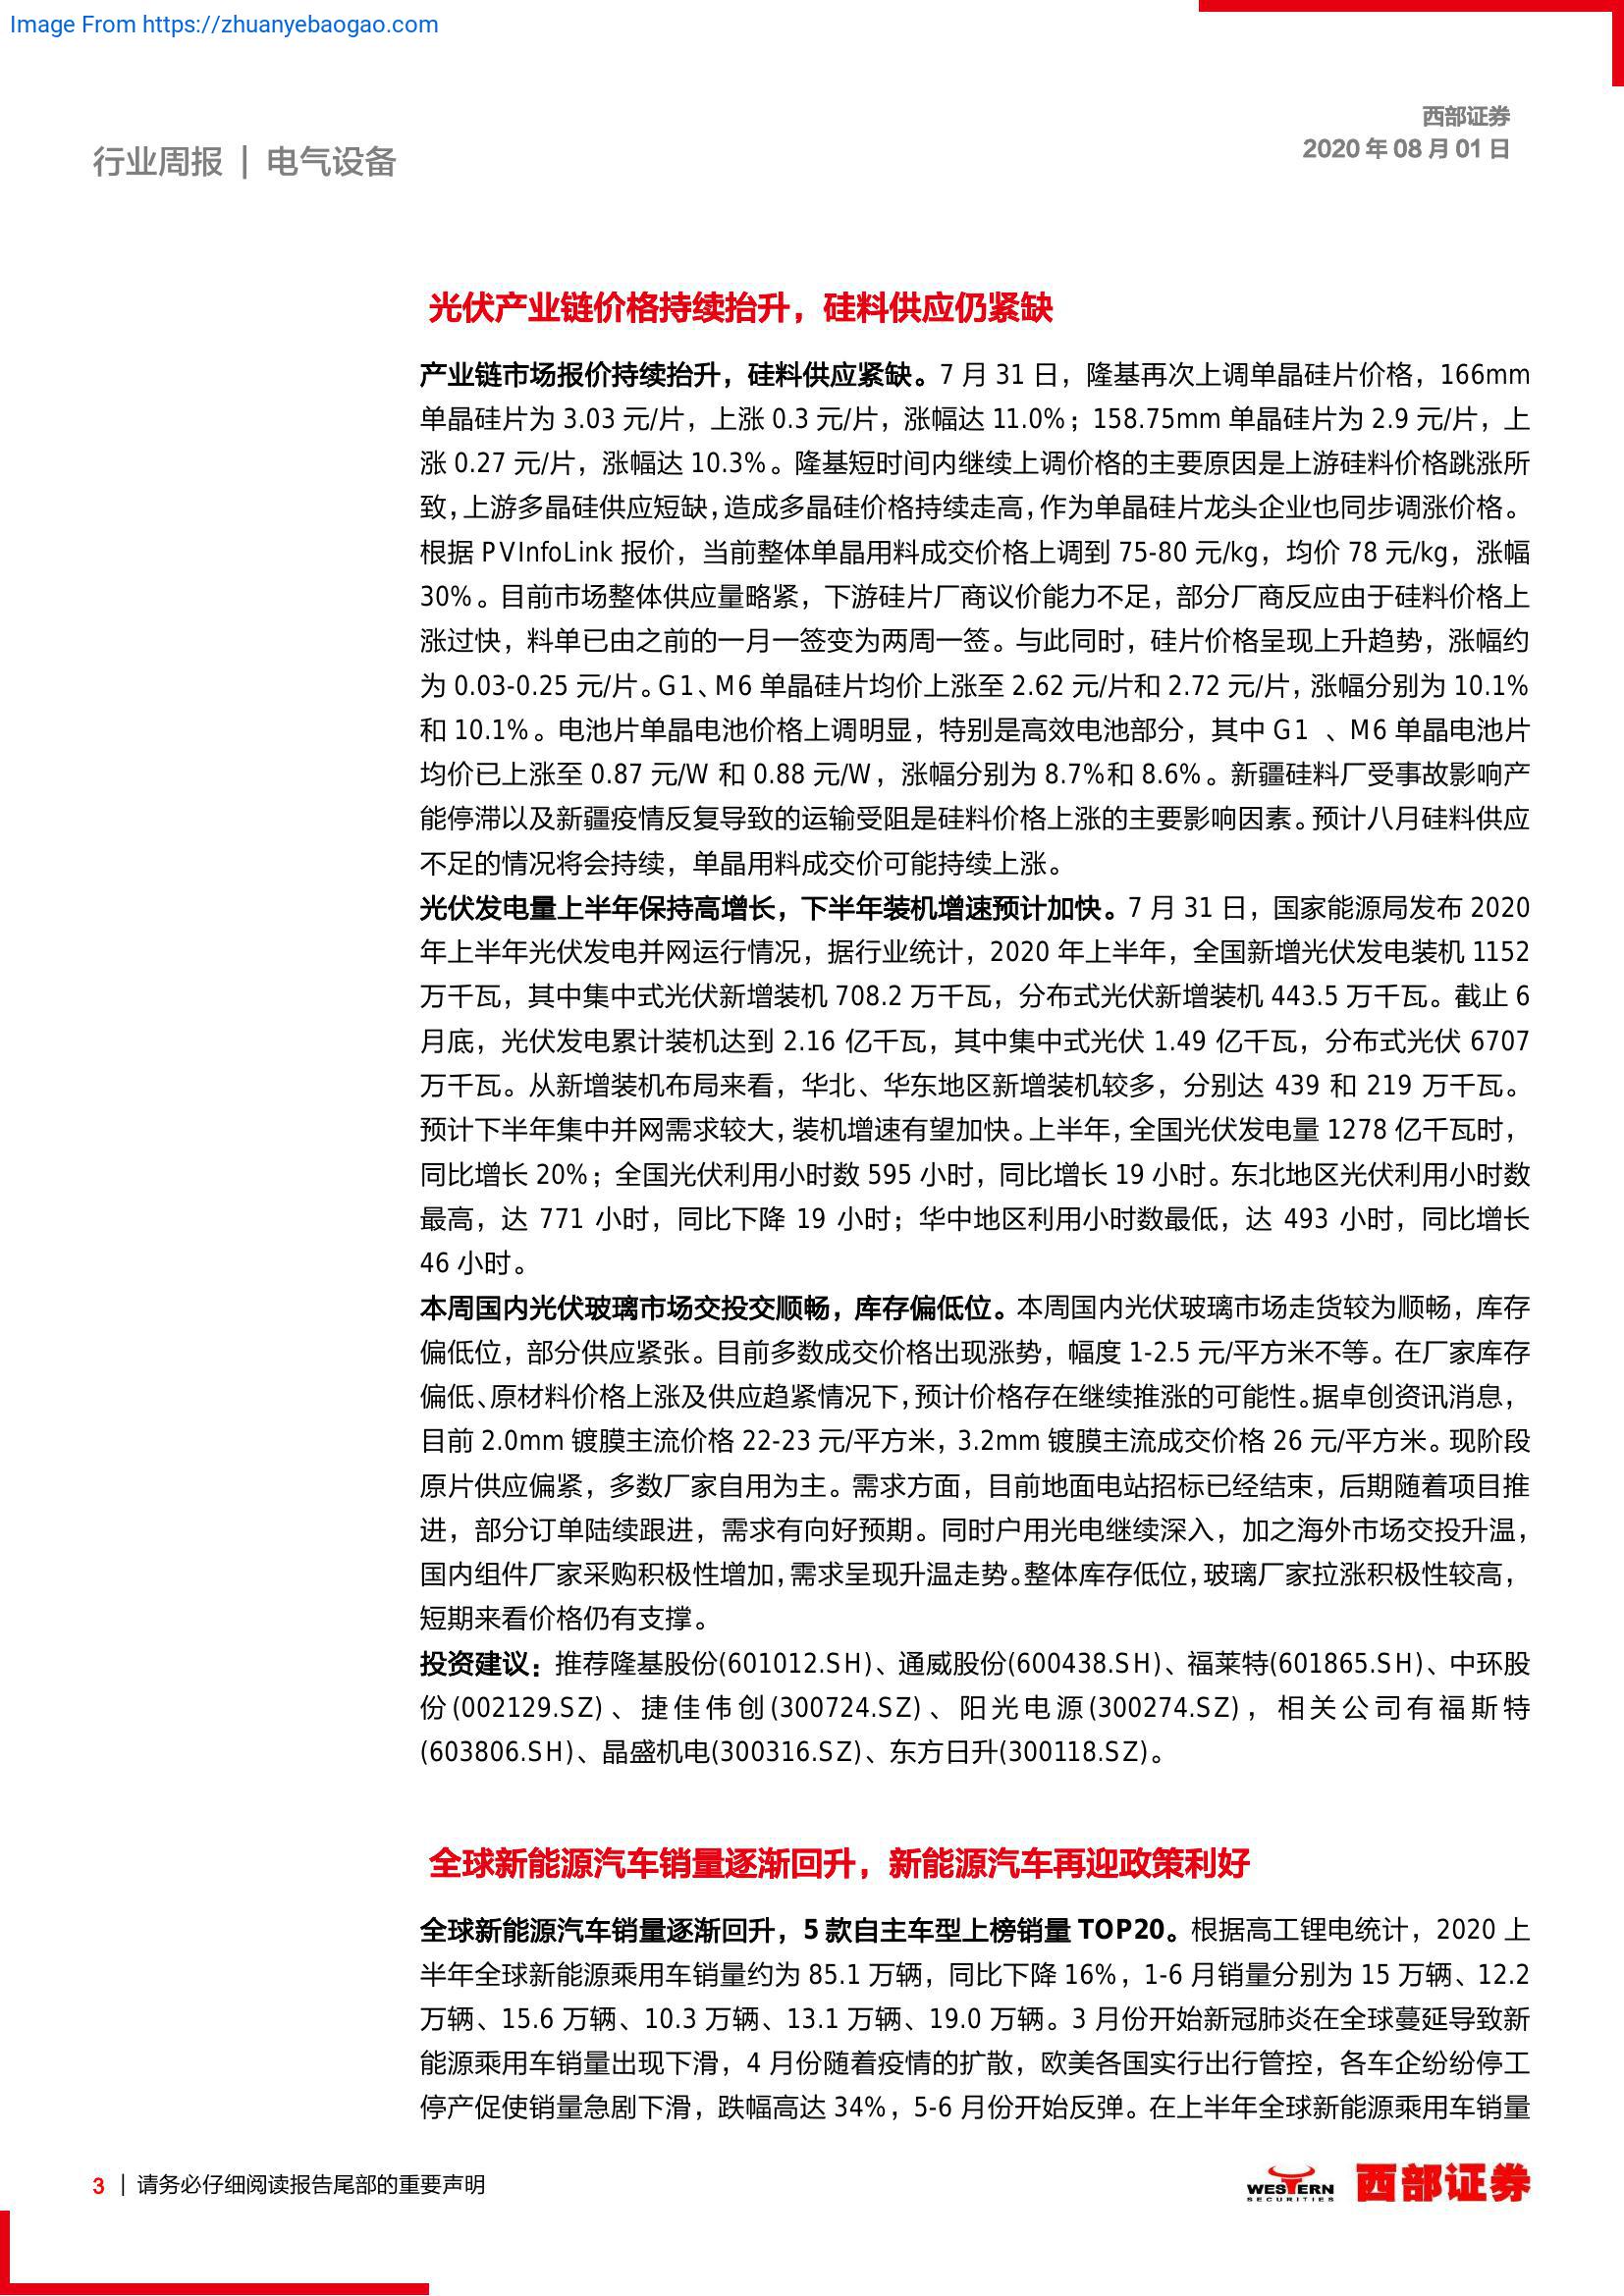 Image From https://zhuanyebaogao.com
西部证券
2020 年 08 月 01 日
行业周报 | 电气设备
光伏产业链价格持续抬升，硅料供应仍紧缺
产业链市场报价持续抬升，硅料供应紧缺。7 月 31 日，隆基再次上调单晶硅片价格，166mm
单晶硅片为 3.03 元/片，上涨 0.3 元/片，涨幅达 11.0%；158.75mm 单晶硅片为 2.9 元/片，上
涨 0.27 元/片，涨幅达 10.3%。隆基短时间内继续上调价格的主要原因是上游硅料价格跳涨所
致，上游多晶硅供应短缺，造成多晶硅价格持续走高，作为单晶硅片龙头企业也同步调涨价格。
根据 PVInfoLink 报价，当前整体单晶用料成交价格上调到 75-80 元/kg，均价 78 元/kg，涨幅
30%。目前市场整体供应量略紧，下游硅片厂商议价能力不足，部分厂商反应由于硅料价格上
涨过快，料单已由之前的一月一签变为两周一签。与此同时，硅片价格呈现上升趋势，涨幅约
为 0.03-0.25 元/片。G1、M6 单晶硅片均价上涨至 2.62 元/片和 2.72 元/片，涨幅分别为 10.1%
和 10.1%。电池片单晶电池价格上调明显，特别是高效电池部分，其中 G1 、M6 单晶电池片
均价已上涨至 0.87 元/W 和 0.88 元/W，涨幅分别为 8.7%和 8.6%。新疆硅料厂受事故影响产
能停滞以及新疆疫情反复导致的运输受阻是硅料价格上涨的主要影响因素。预计八月硅料供应
不足的情况将会持续，单晶用料成交价可能持续上涨。
光伏发电量上半年保持高增长，下半年装机增速预计加快。7 月 31 日，国家能源局发布 2020
年上半年光伏发电并网运行情况，据行业统计，2020 年上半年，全国新增光伏发电装机 1152
万千瓦，其中集中式光伏新增装机 708.2 万千瓦，分布式光伏新增装机 443.5 万千瓦。截止 6
月底，光伏发电累计装机达到 2.16 亿千瓦，其中集中式光伏 1.49 亿千瓦，分布式光伏 6707
万千瓦。从新增装机布局来看，华北、华东地区新增装机较多，分别达 439 和 219 万千瓦。
预计下半年集中并网需求较大，装机增速有望加快。上半年，全国光伏发电量 1278 亿千瓦时，
同比增长 20%；全国光伏利用小时数 595 小时，同比增长 19 小时。东北地区光伏利用小时数
最高，达 771 小时，同比下降 19 小时；华中地区利用小时数最低，达 493 小时，同比增长
46 小时。
本周国内光伏玻璃市场交投交顺畅，库存偏低位。本周国内光伏玻璃市场走货较为顺畅，库存
偏低位，部分供应紧张。目前多数成交价格出现涨势，幅度 1-2.5 元/平方米不等。在厂家库存
偏低、原材料价格上涨及供应趋紧情况下，预计价格存在继续推涨的可能性。据卓创资讯消息，
目前 2.0mm 镀膜主流价格 22-23 元/平方米，3.2mm 镀膜主流成交价格 26 元/平方米。现阶段
原片供应偏紧，多数厂家自用为主。需求方面，目前地面电站招标已经结束，后期随着项目推
进，部分订单陆续跟进，需求有向好预期。同时户用光电继续深入，加之海外市场交投升温，
国内组件厂家采购积极性增加，需求呈现升温走势。整体库存低位，玻璃厂家拉涨积极性较高，
短期来看价格仍有支撑。
投资建议：推荐隆基股份(601012.SH)、通威股份(600438.SH)、福莱特(601865.SH)、中环股
份(002129.SZ)、捷佳伟创(300724.SZ)、阳光电源(300274.SZ)，相关公司有福斯特
(603806.SH)、晶盛机电(300316.SZ)、东方日升(300118.SZ)。
全球新能源汽车销量逐渐回升，新能源汽车再迎政策利好
全球新能源汽车销量逐渐回升，5 款自主车型上榜销量 TOP20。根据高工锂电统计，2020 上
半年全球新能源乘用车销量约为 85.1 万辆，同比下降 16%，1-6 月销量分别为 15 万辆、12.2
万辆、15.6 万辆、10.3 万辆、13.1 万辆、19.0 万辆。3 月份开始新冠肺炎在全球蔓延导致新
能源乘用车销量出现下滑，4 月份随着疫情的扩散，欧美各国实行出行管控，各车企纷纷停工
停产促使销量急剧下滑，跌幅高达 34%，5-6 月份开始反弹。在上半年全球新能源乘用车销量
3 | 请务必仔细阅读报告尾部的重要声明
WESTERN
SECURITIES
西部证券